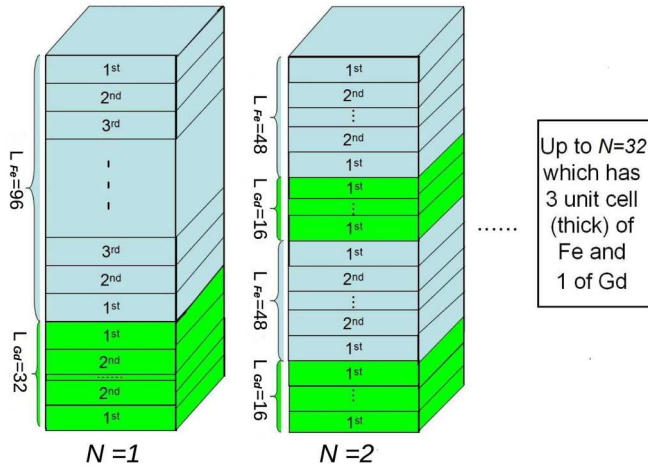 L Fe=96
1st
2nd
3rd
3rd
2nd
1st
L Gd=32
1st
2nd
2nd
1st
N =1
L Fe=48
1st
2nd
2nd
1st
L Gd=16
1st
1st
L Fe=48
1st
2nd
2nd
1st
L Gd=16
1st
1st
N =2
......
Up to N=32
which has
3 unit cell
(thick) of
Fe and
1 of Gd